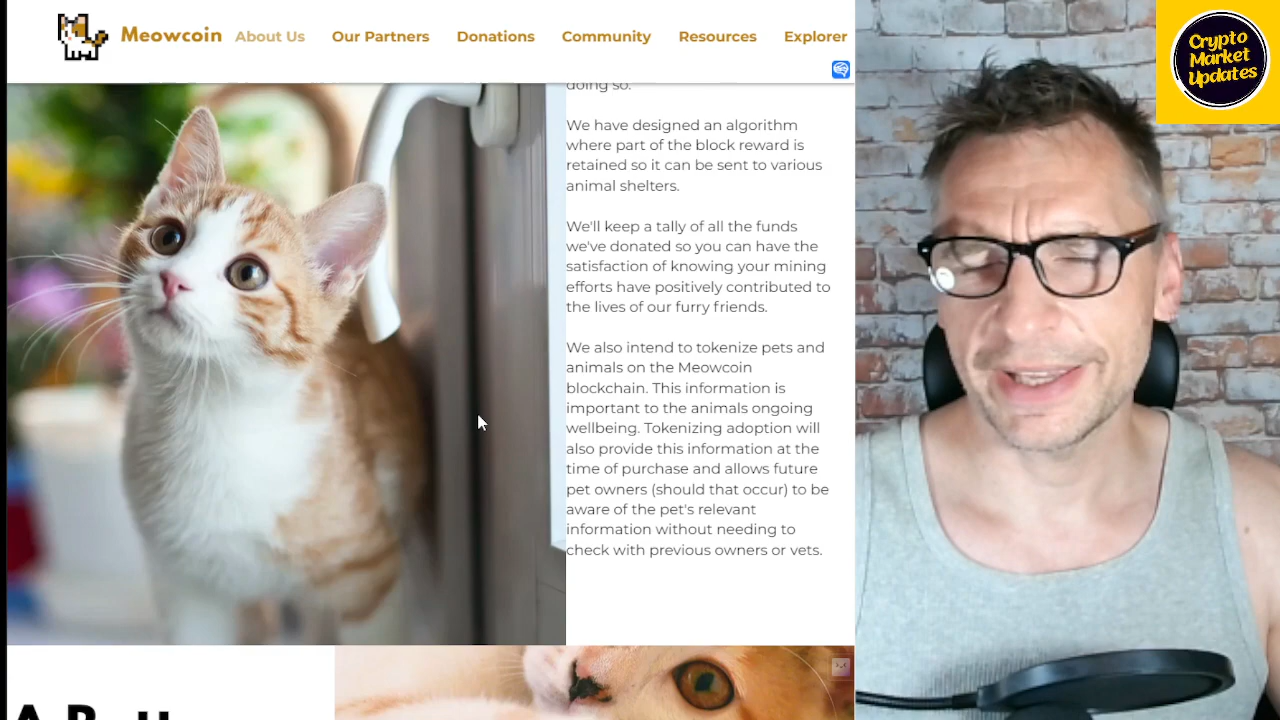 Meowcoin
About Us
Our Partners
Donations
Community
Resources
Explorer
Crypto
Market
Updates
doing so.
We have designed an algorithm
where part of the block reward is
retained so it can be sent to various
animal shelters.
We'll keep a tally of all the funds
we've donated so you can have the
satisfaction of knowing your mining
efforts have positively contributed to
the lives of our furry friends.
We also intend to tokenize pets and
animals on the Meowcoin
blockchain. This information is
important to the animals ongoing
wellbeing. Tokenizing adoption will
also provide this information at the
time of purchase and allows future
pet owners (should that occur) to be
aware of the pet's relevant
information without needing to
check with previous owners or vets.